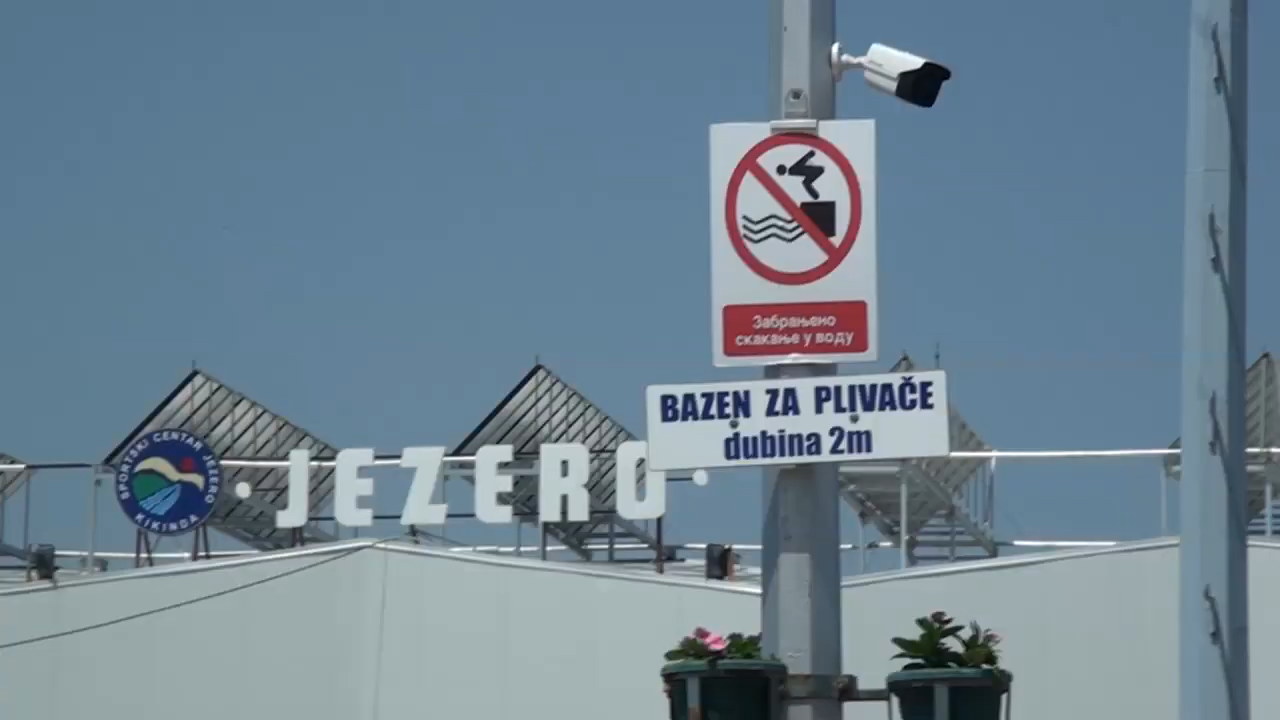 Забрањено
скакање у воду
BAZEN ZA PLIVAČE
dubina 2m
SPORTSKI CENTAR JEZERO
KIKINDA
• JEZERO •